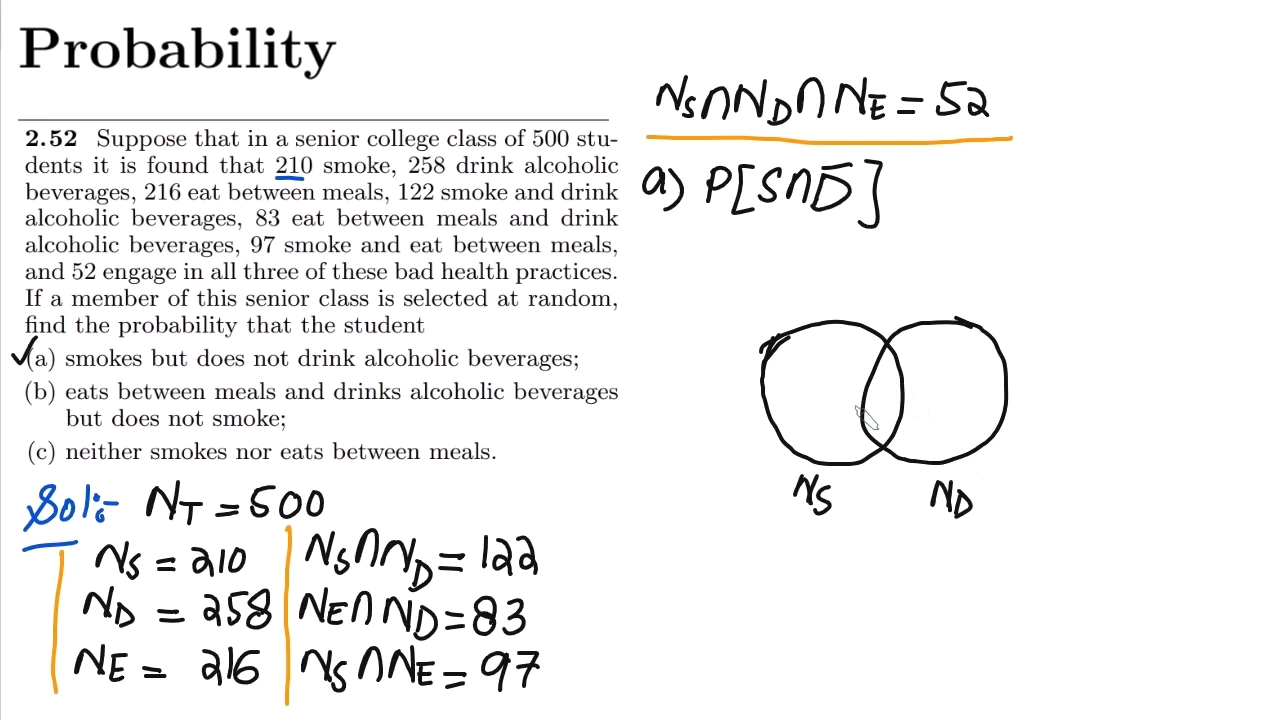 Probability
2.52 Suppose that in a senior college class of 500 stu-
dents it is found that 210 smoke, 258 drink alcoholic
beverages, 216 eat between meals, 122 smoke and drink
alcoholic beverages, 83 eat between meals and drink
alcoholic beverages, 97 smoke and eat between meals,
and 52 engage in all three of these bad health practices.
If a member of this senior class is selected at random,
find the probability that the student
(a) smokes but does not drink alcoholic beverages;
(b) eats between meals and drinks alcoholic beverages
but does not smoke;
(c) neither smokes nor eats between meals.
Sol:- N_T = 500
N_S = 210
N_D = 258
N_E = 216
N_S ∩ N_D = 122
N_E ∩ N_D = 83
N_S ∩ N_E = 97
N_S ∩ N_D ∩ N_E = 52
a) P[S∩D̅]
N_S N_D